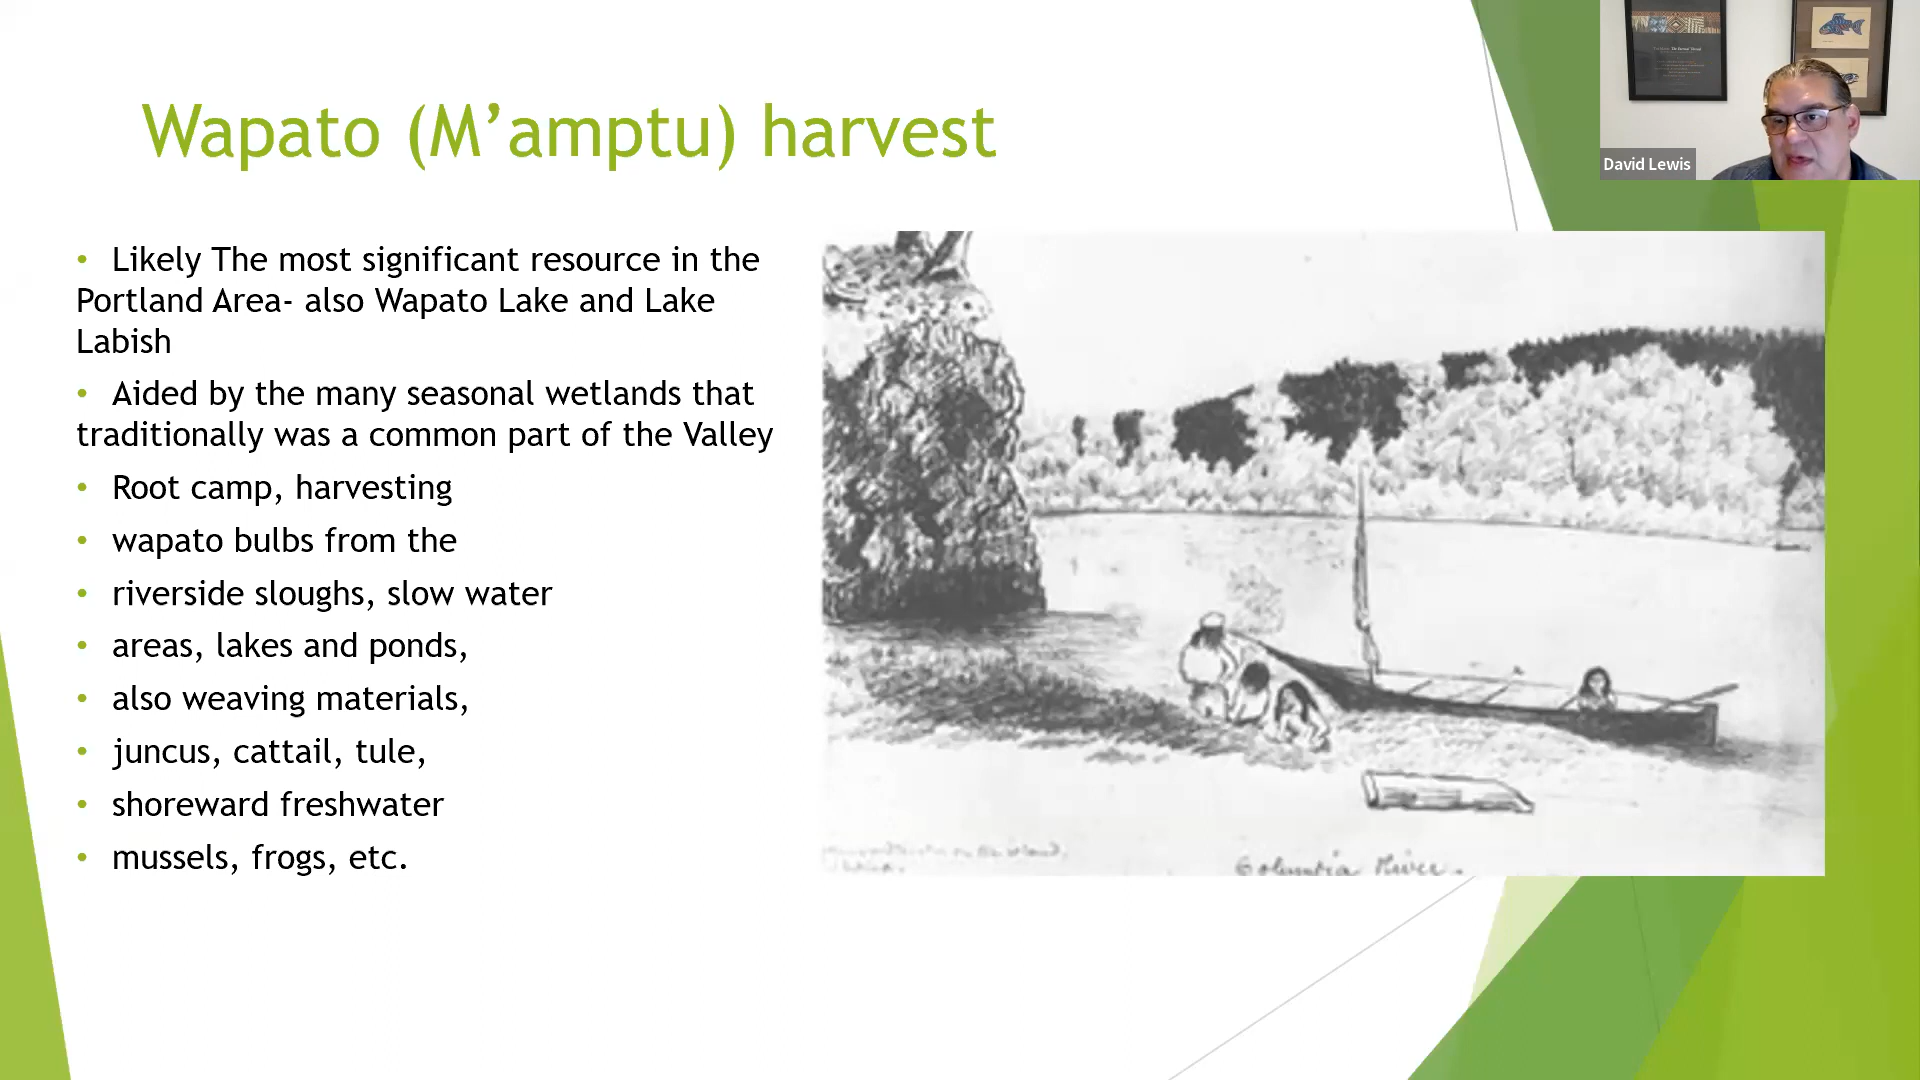 Wapato (M’amptu) harvest
David Lewis
• Likely The most significant resource in the
Portland Area- also Wapato Lake and Lake
Labish
• Aided by the many seasonal wetlands that
traditionally was a common part of the Valley
• Root camp, harvesting
• wapato bulbs from the
• riverside sloughs, slow water
• areas, lakes and ponds,
• also weaving materials,
• juncus, cattail, tule,
• shoreward freshwater
• mussels, frogs, etc.
Columbia River.